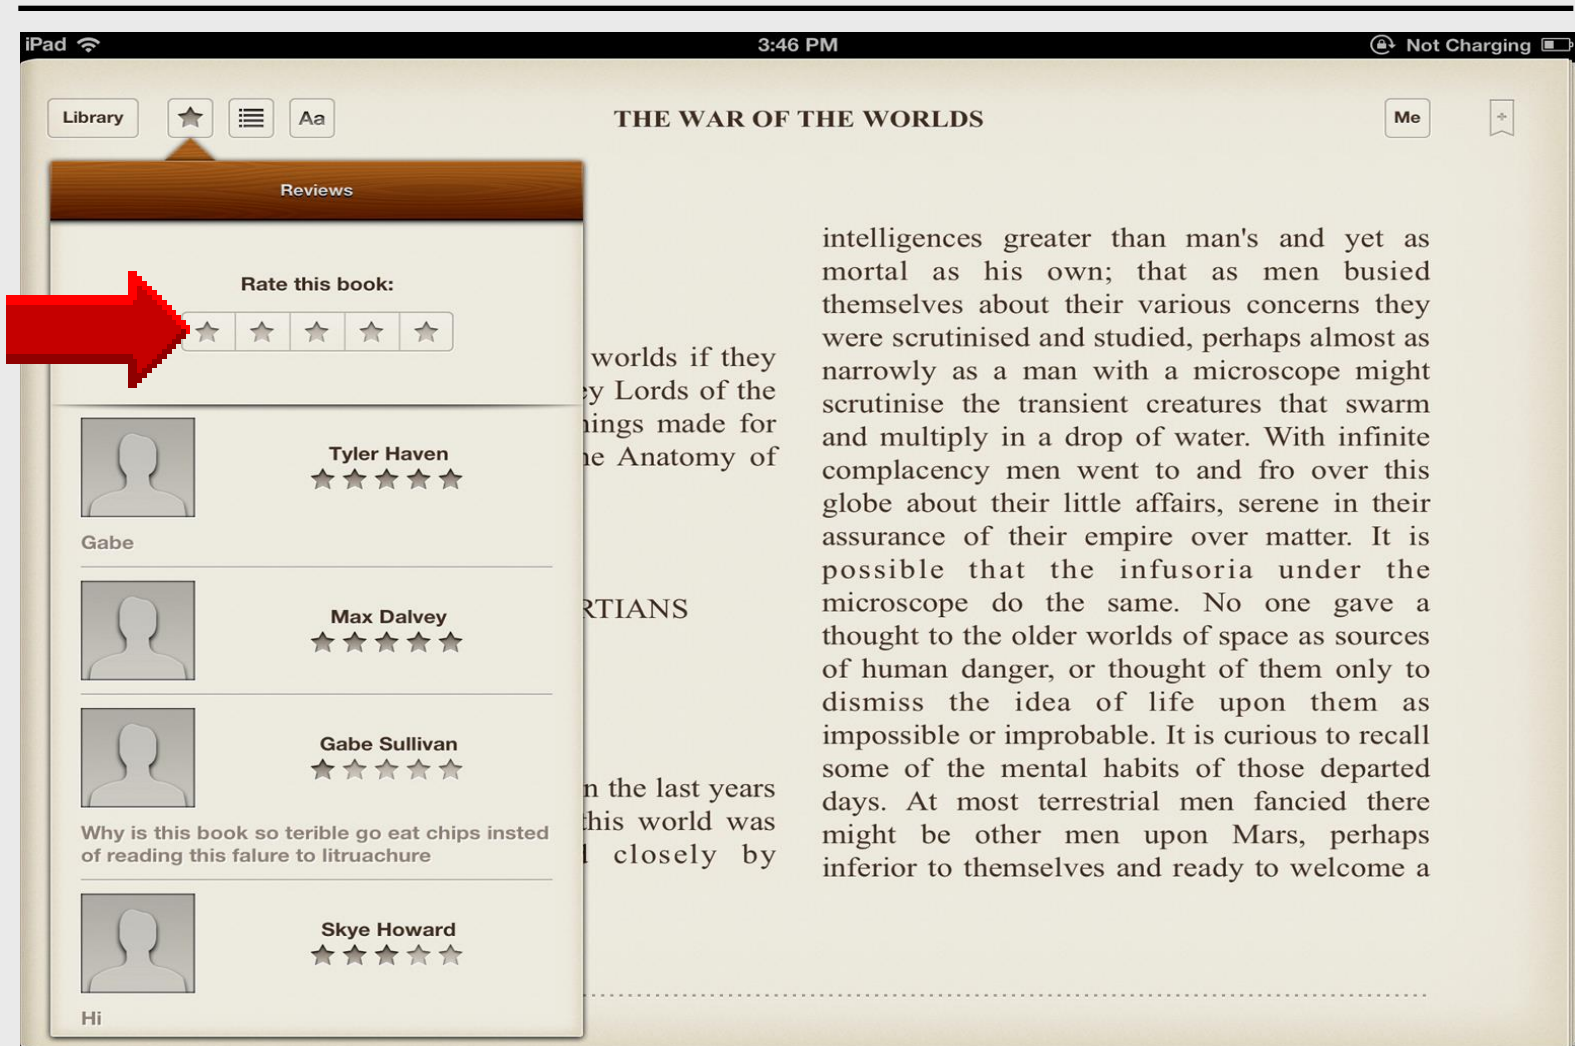 iPad
3:46 PM
Not Charging
Library
Aa
THE WAR OF THE WORLDS
Me
Reviews
Rate this book:
Tyler Haven
Gabe
Max Dalvey
Gabe Sullivan
Why is this book so terible go eat chips insted
of reading this falure to litruachure
Skye Howard
Hi
worlds if they
Lords of the
made for
Anatomy of
RTIANS
the last years
this world was
closely by
intelligences greater than man's and yet as
mortal as his own; that as men busied
themselves about their various concerns they
were scrutinised and studied, perhaps almost as
narrowly as a man with a microscope might
scrutinise the transient creatures that swarm
and multiply in a drop of water. With infinite
complacency men went to and fro over this
globe about their little affairs, serene in their
assurance of their empire over matter. It is
possible that the infusoria under the
microscope do the same. No one gave a
thought to the older worlds of space as sources
of human danger, or thought of them only to
dismiss the idea of life upon them as
impossible or improbable. It is curious to recall
some of the mental habits of those departed
days. At most terrestrial men fancied there
might be other men upon Mars, perhaps
inferior to themselves and ready to welcome a